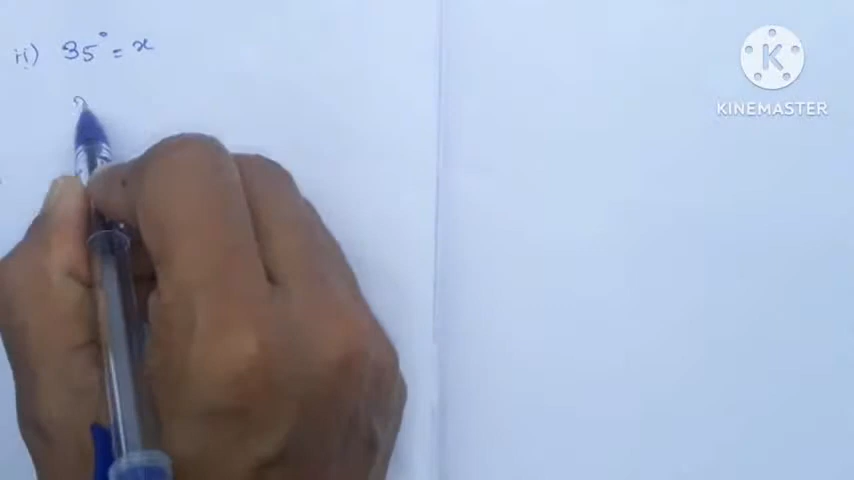 ii) 35° = x
KINEMASTER